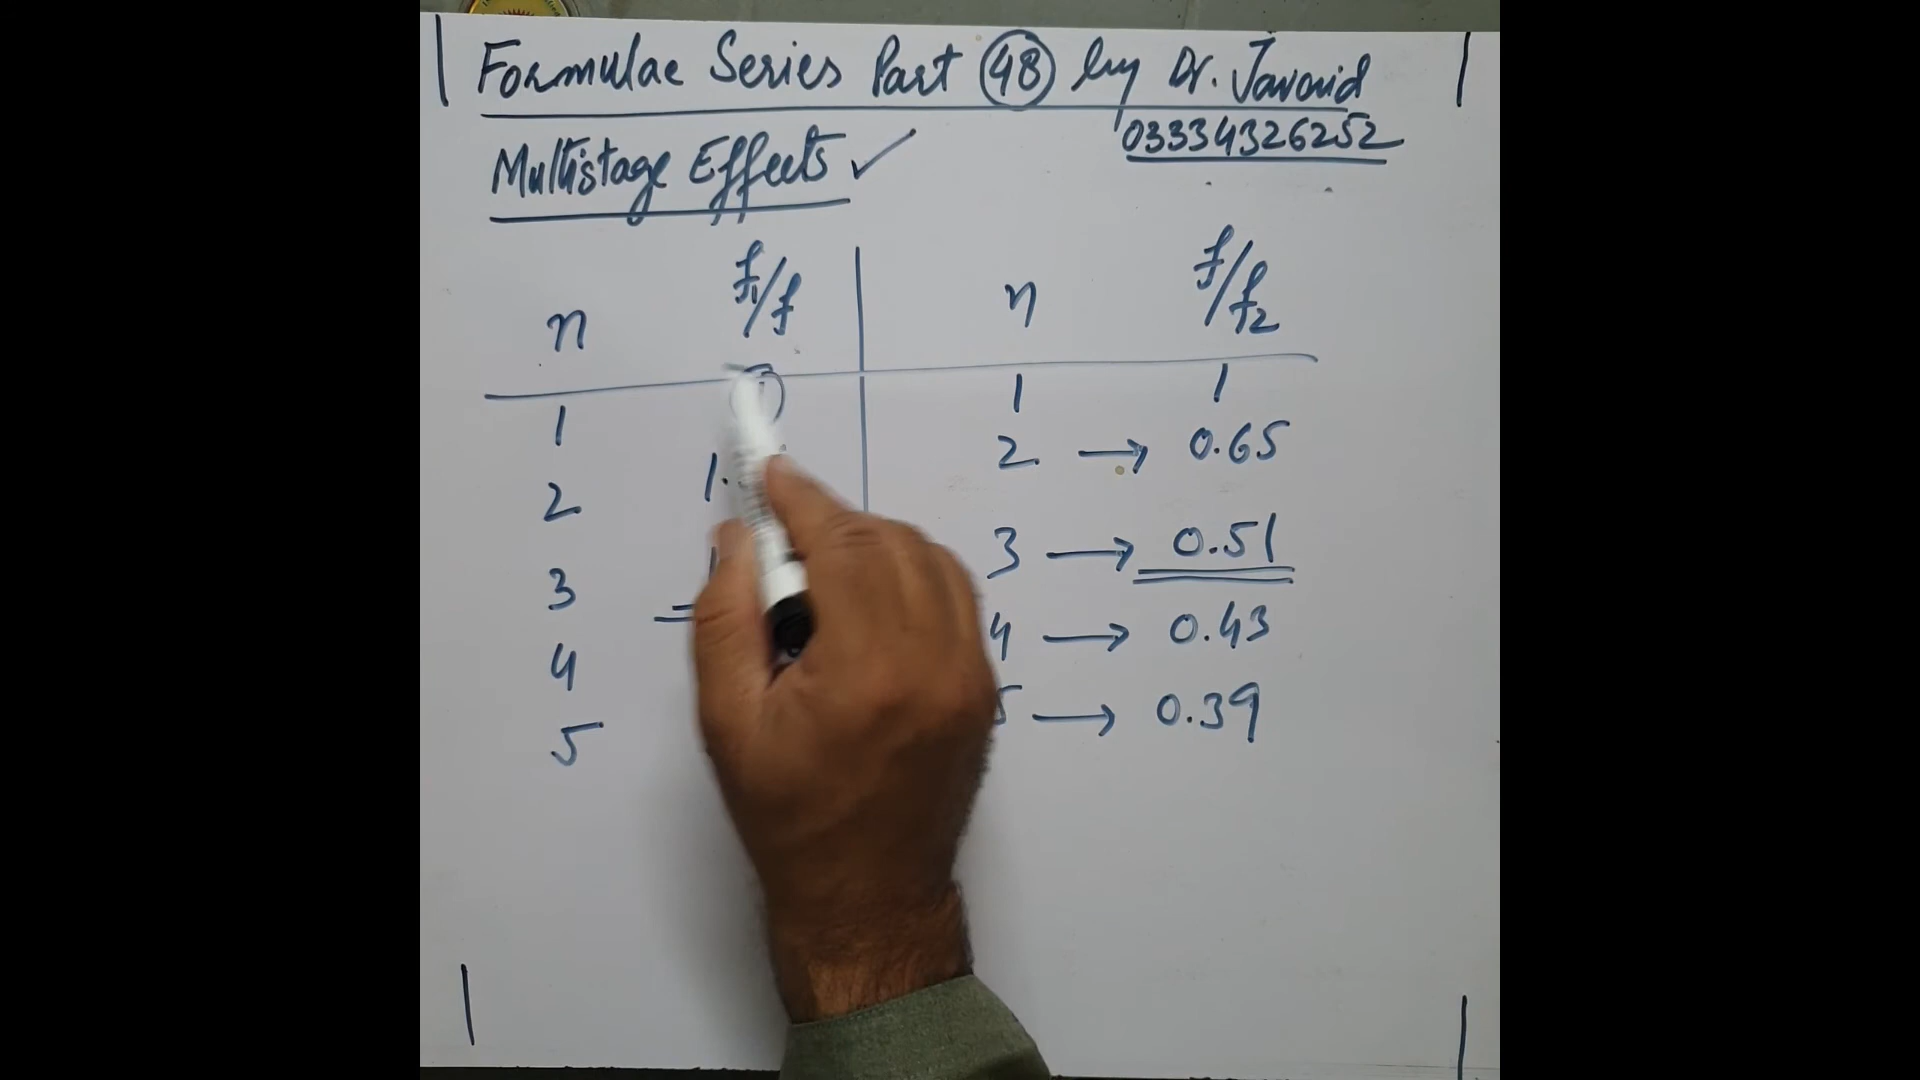 Formulae Series Part 48 by Dr. Javaid
03334326252
Multistage Effects ✓
n f1/f n f/f2
1 1 1
2 2 → 0.65
3 3 → 0.51
4 4 → 0.43
5 5 → 0.39